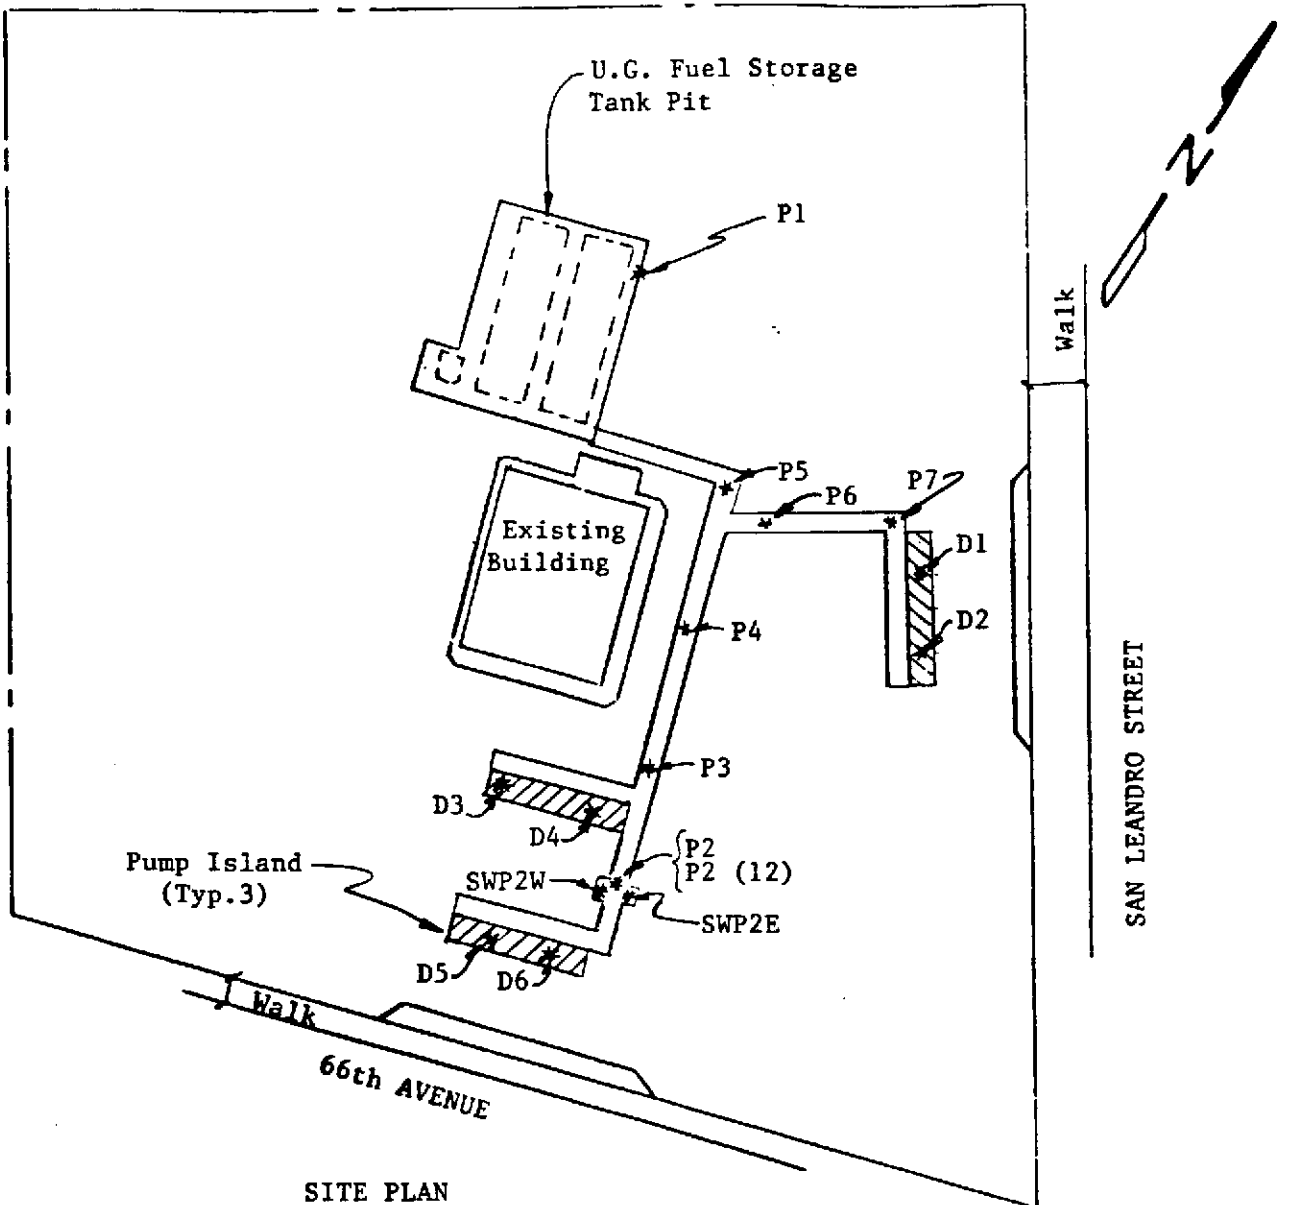 U.G. Fuel Storage
Tank Pit
N
P1
Walk
P5
P6
P7
Existing
Building
D1
D2
P4
P3
D3
D4
P2
P2 (12)
Pump Island
(Typ.3)
SWP2W
SWP2E
D5
D6
SAN LEANDRO STREET
Walk
66th AVENUE
SITE PLAN